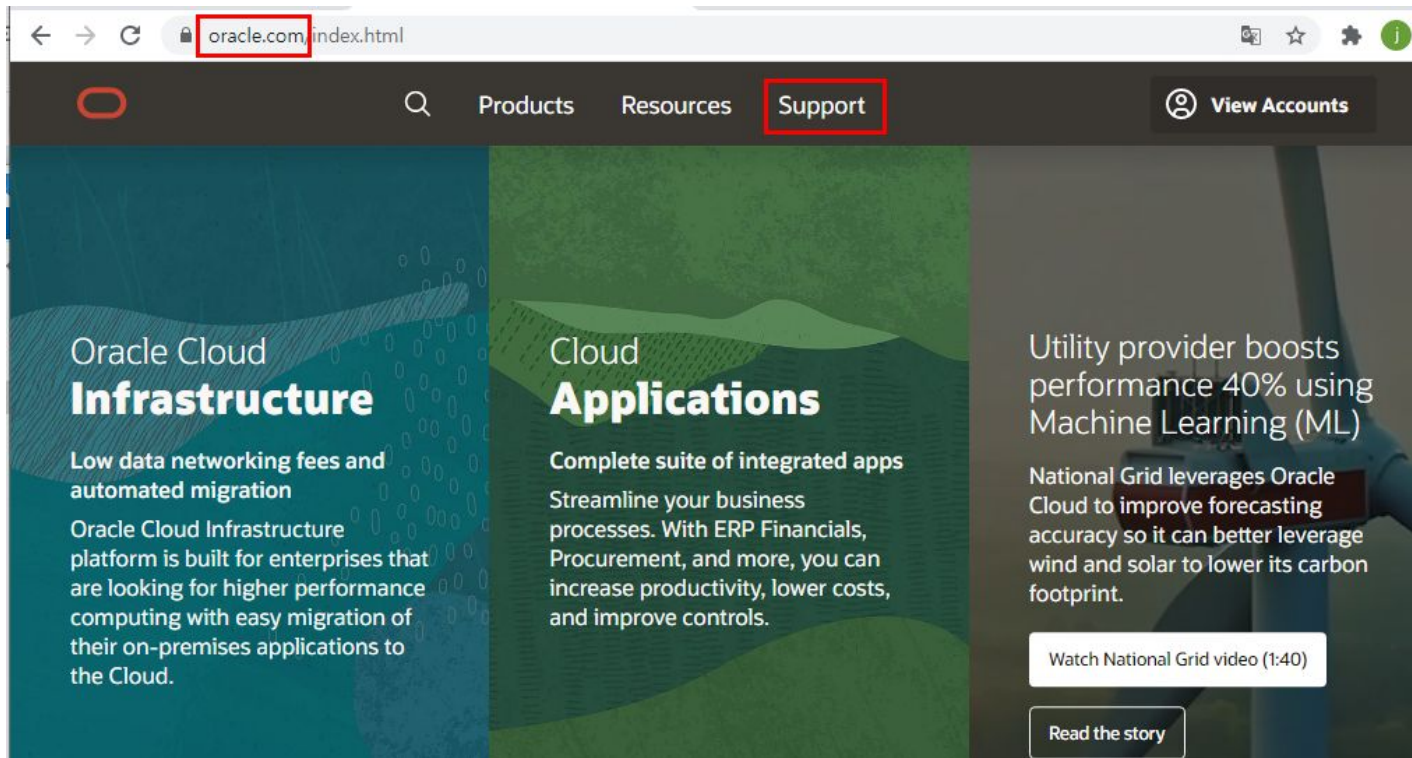 oracle.com/index.html
j
Products Resources Support View Accounts
Oracle Cloud
Infrastructure
Low data networking fees and
automated migration
Oracle Cloud Infrastructure
platform is built for enterprises that
are looking for higher performance
computing with easy migration of
their on-premises applications to
the Cloud.
Cloud
Applications
Complete suite of integrated apps
Streamline your business
processes. With ERP Financials,
Procurement, and more, you can
increase productivity, lower costs,
and improve controls.
Utility provider boosts
performance 40% using
Machine Learning (ML)
National Grid leverages Oracle
Cloud to improve forecasting
accuracy so it can better leverage
wind and solar to lower its carbon
footprint.
Watch National Grid video (1:40)
Read the story